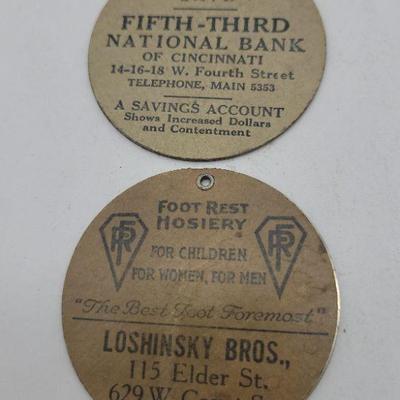 FIFTH-THIRD
NATIONAL BANK
OF CINCINNATI
14-16-18 W. Fourth Street
TELEPHONE, MAIN 5353
A SAVINGS ACCOUNT
Shows Increased Dollars
and Contentment
FOOT REST
HOSIERY
FR
FR
FOR CHILDREN
FOR WOMEN, FOR MEN
"The Best Foot Foremost"
LOSHINSKY BROS.,
115 Elder St.
629 W.